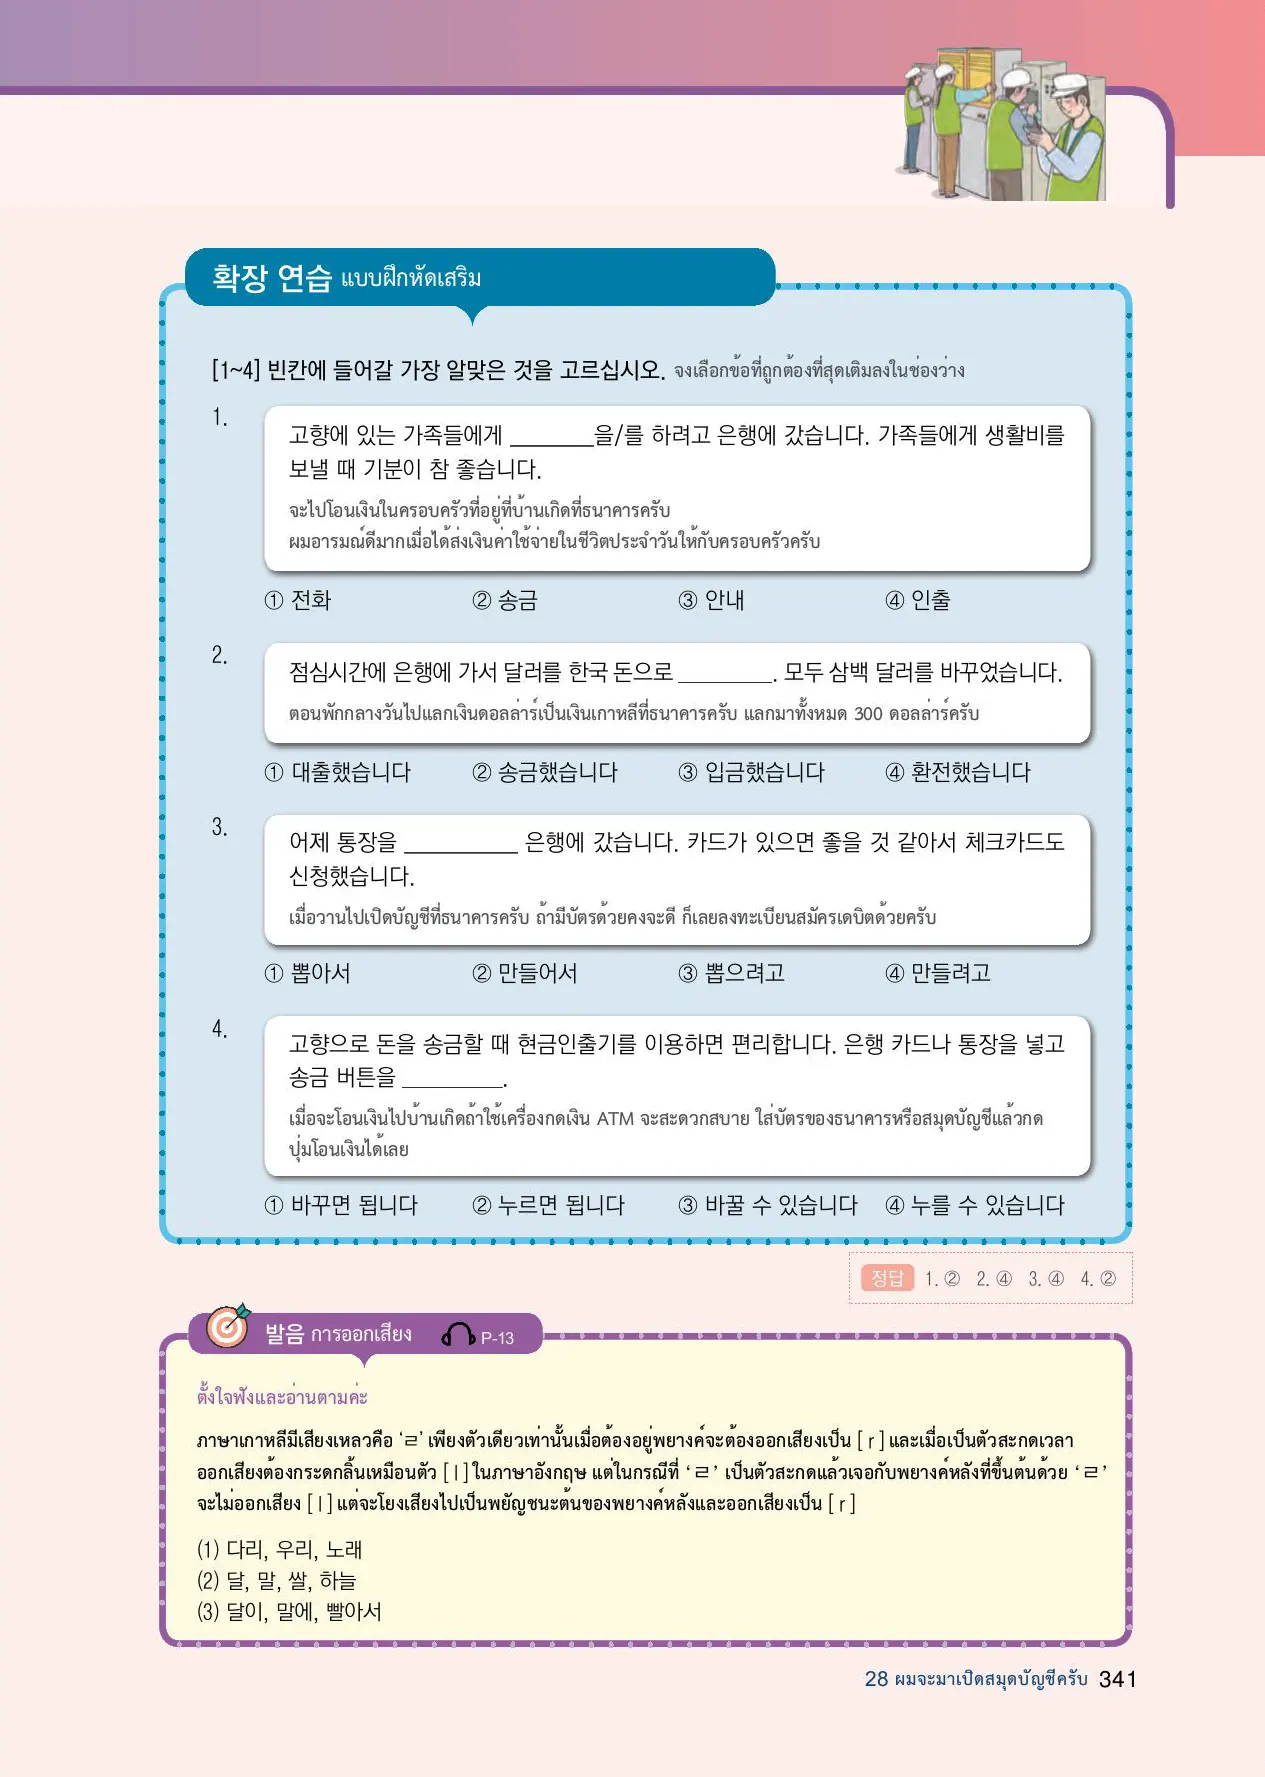 확장 연습 แบบฝึกหัดเสริม
[1~4] 빈칸에 들어갈 가장 알맞은 것을 고르십시오. จงเลือกข้อที่ถูกต้องที่สุดเติมลงในช่องว่าง
1.
고향에 있는 가족들에게 ________을/를 하려고 은행에 갔습니다. 가족들에게 생활비를
보낼 때 기분이 참 좋습니다.
จะไปโอนเงินในครอบครัวที่อยู่ที่บ้านเกิดที่ธนาคารครับ
ผมอารมณ์ดีมากเมื่อได้ส่งเงินค่าใช้จ่ายในชีวิตประจำวันให้กับครอบครัวครับ
① 전화 ② 송금 ③ 안내 ④ 인출
2.
점심시간에 은행에 가서 달러를 한국 돈으로 ________. 모두 삼백 달러를 바꾸었습니다.
ตอนพักกลางวันไปแลกเงินดอลล่าร์เป็นเงินเกาหลีที่ธนาคารครับ แลกมาทั้งหมด 300 ดอลล่าร์ครับ
① 대출했습니다 ② 송금했습니다 ③ 입금했습니다 ④ 환전했습니다
3.
어제 통장을 __________ 은행에 갔습니다. 카드가 있으면 좋을 것 같아서 체크카드도
신청했습니다.
เมื่อวานไปเปิดบัญชีที่ธนาคารครับ ถ้ามีบัตรด้วยคงจะดี ก็เลยลงทะเบียนสมัครเดบิตด้วยครับ
① 뽑아서 ② 만들어서 ③ 뽑으려고 ④ 만들려고
4.
고향으로 돈을 송금할 때 현금인출기를 이용하면 편리합니다. 은행 카드나 통장을 넣고
송금 버튼을 _________.
เมื่อจะโอนเงินไปบ้านเกิดถ้าใช้เครื่องกดเงิน ATM จะสะดวกสบาย ใส่บัตรของธนาคารหรือสมุดบัญชีแล้วกด
ปุ่มโอนเงินได้เลย
① 바꾸면 됩니다 ② 누르면 됩니다 ③ 바꿀 수 있습니다 ④ 누를 수 있습니다
정답 1. ② 2. ④ 3. ④ 4. ②
발음 การออกเสียง P-13
ตั้งใจฟังและอ่านตามค่ะ
ภาษาเกาหลีมีเสียงเหลวคือ ‘ㄹ’ เพียงตัวเดียวเท่านั้นเมื่อต้องอยู่พยางค์จะต้องออกเสียงเป็น [ r ] และเมื่อเป็นตัวสะกดเวลา
ออกเสียงต้องกระดกลิ้นเหมือนตัว [ l ] ในภาษาอังกฤษ แต่ในกรณีที่ ‘ㄹ’ เป็นตัวสะกดแล้วเจอกับพยางค์หลังที่ขึ้นต้นด้วย ‘ㄹ’
จะไม่ออกเสียง [ l ] แต่จะโยงเสียงไปเป็นพยัญชนะต้นของพยางค์หลังและออกเสียงเป็น [ r ]
(1) 다리, 우리, 노래
(2) 달, 말, 쌀, 하늘
(3) 달이, 말에, 빨아서
28 ผมจะมาเปิดสมุดบัญชีครับ 341